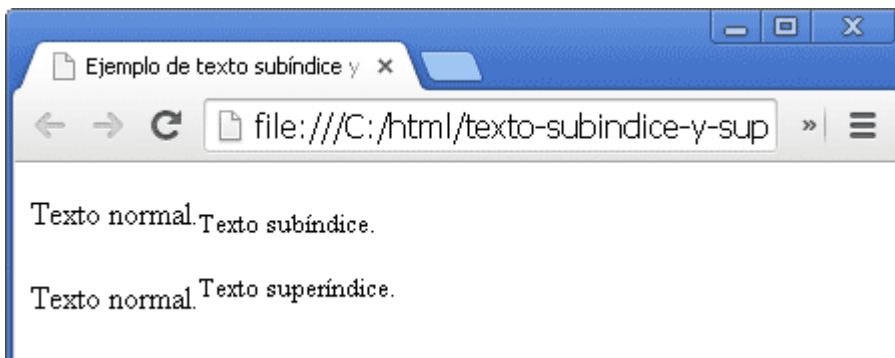 Ejemplo de texto subíndice y
file:///C:/html/texto-subindice-y-sup
Texto normal.Texto subíndice.
Texto normal.Texto superíndice.